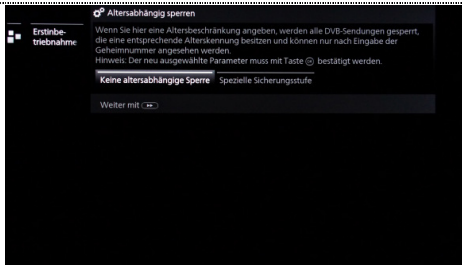 Altersabhängig sperren
Erstinbe-
triebnahme
Wenn Sie hier eine Altersbeschränkung angeben, werden alle DVB-Sendungen gesperrt,
die eine entsprechende Alterskennung besitzen und können nur nach Eingabe der
Geheimnummer angesehen werden.
Hinweis: Der neu ausgewählte Parameter muss mit Taste OK bestätigt werden.
Keine altersabhängige Sperre Spezielle Sicherungsstufe
Weiter mit